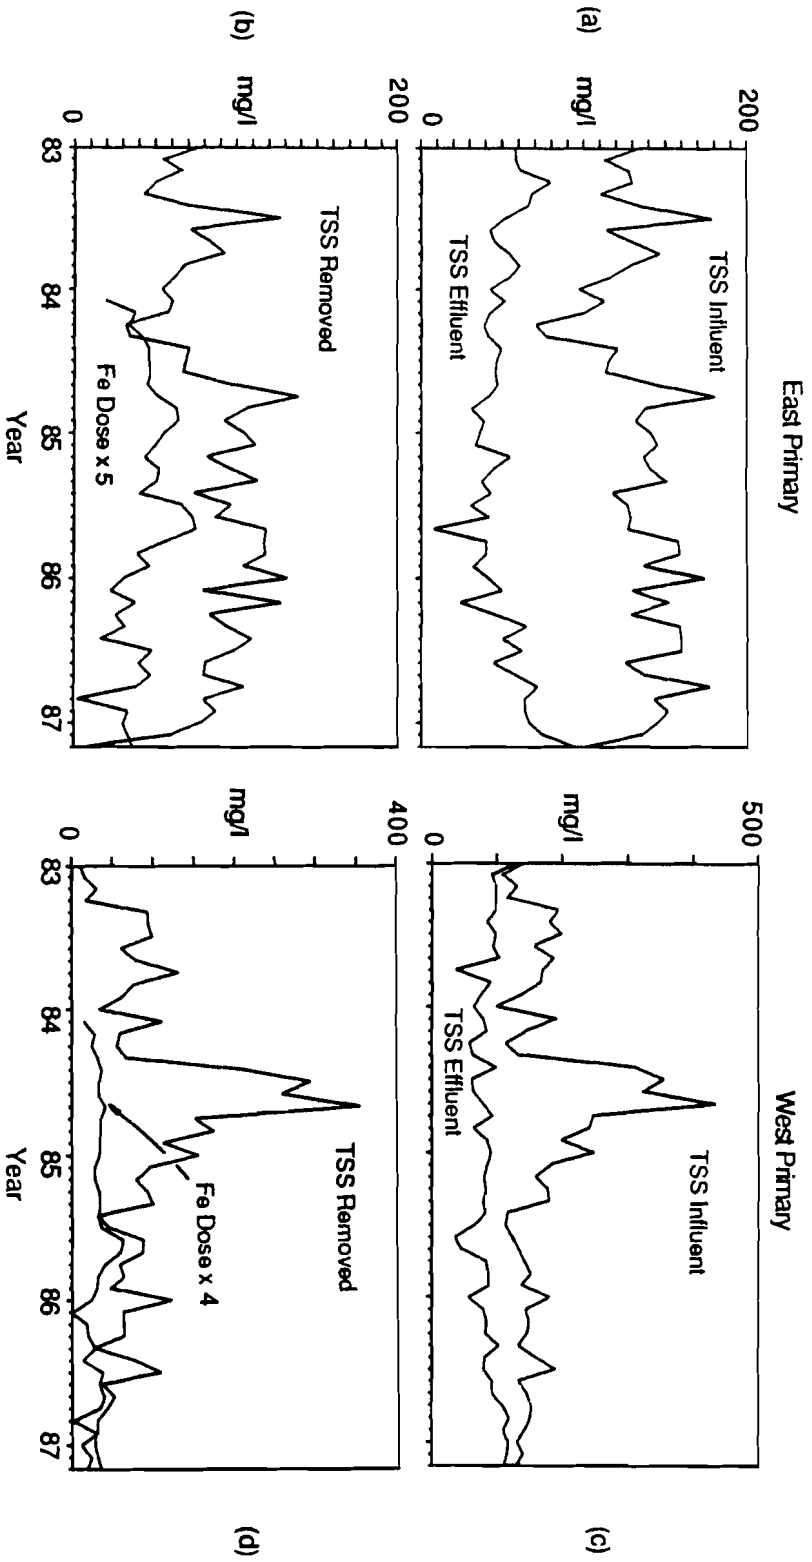 East Primary
200
mg/l
0
TSS Influent
TSS Effluent
(a)
200
mg/l
0
TSS Removed
Fe Dose x 5
83
84
85
86
87
Year
(b)
West Primary
500
mg/l
0
TSS Influent
TSS Effluent
(c)
400
mg/l
0
TSS Removed
Fe Dose x 4
83
84
85
86
87
Year
(d)